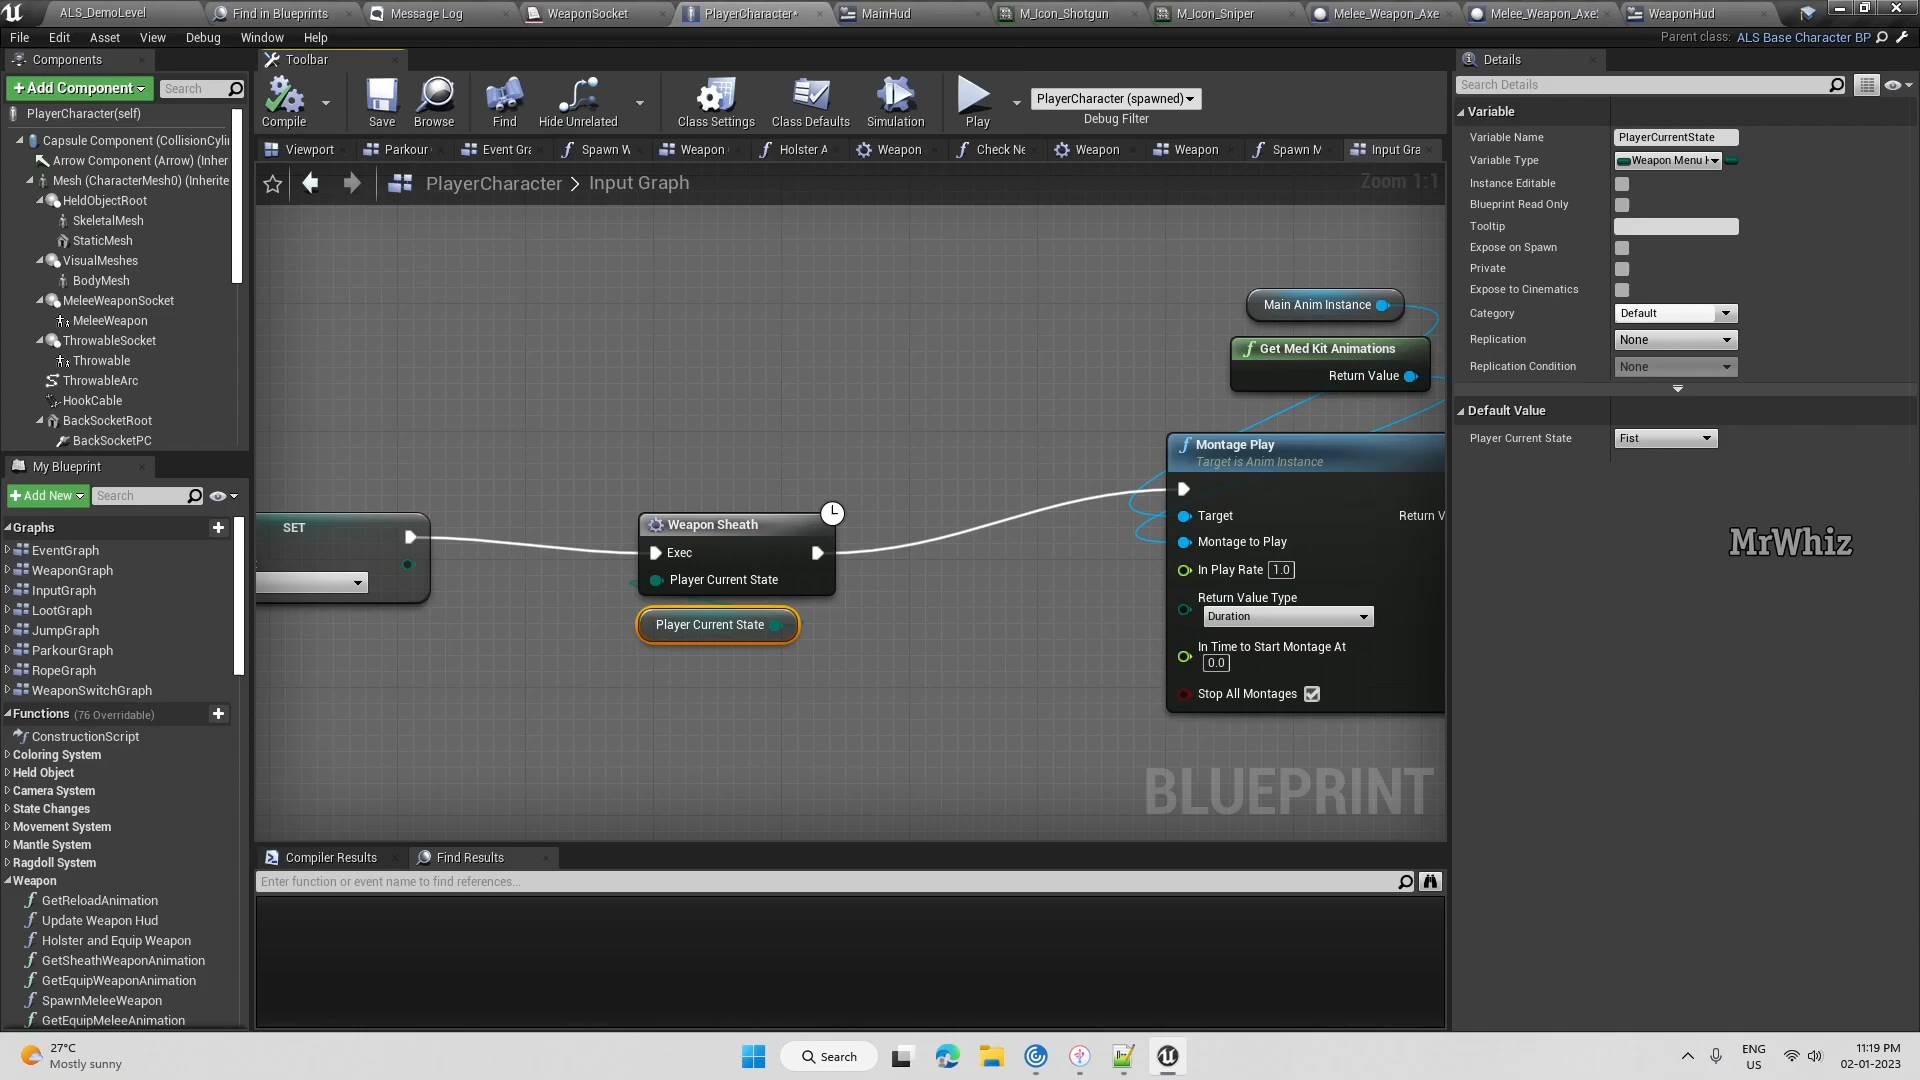 ALS_DemoLevel
Find in Blueprints
Message Log
WeaponSocket
PlayerCharacter*
MainHud
M_Icon_Shotgun
M_Icon_Sniper
Melee_Weapon_Axe
Melee_Weapon_Axe
WeaponHud
File Edit Asset View Debug Window Help
Parent class: ALS Base Character BP
Components
Toolbar
Details
+Add Component
Search
Compile
Save
Browse
Find
Hide Unrelated
Class Settings
Class Defaults
Simulation
Play
PlayerCharacter (spawned)
Debug Filter
Search Details
PlayerCharacter(self)
Capsule Component (CollisionCyli
Arrow Component (Arrow) (Inher
Mesh (CharacterMesh0) (Inherite
HeldObjectRoot
SkeletalMesh
StaticMesh
VisualMeshes
BodyMesh
MeleeWeaponSocket
MeleeWeapon
ThrowableSocket
Throwable
ThrowableArc
HookCable
BackSocketRoot
BackSocketPC
Viewport
Parkour
Event Gr
f Spawn W
Weapon
f Holster A
Weapon
f Check Ne
Weapon
Weapon
f Spawn M
Input Gra
PlayerCharacter > Input Graph
Zoom 1:1
Variable
Variable Name PlayerCurrentState
Variable Type Weapon Menu
Instance Editable
Blueprint Read Only
Tooltip
Expose on Spawn
Private
Expose to Cinematics
Category Default
Replication None
Replication Condition None
Default Value
Player Current State Fist
MrWhiz
Main Anim Instance
f Get Med Kit Animations
Return Value
f Montage Play
Target is Anim Instance
Target Return V
Montage to Play
In Play Rate 1.0
Return Value Type
Duration
In Time to Start Montage At
0.0
Stop All Montages
SET
Weapon Sheath
Exec
Player Current State
Player Current State
BLUEPRINT
My Blueprint
+Add New
Search
Graphs
EventGraph
WeaponGraph
InputGraph
LootGraph
JumpGraph
ParkourGraph
RopeGraph
WeaponSwitchGraph
Functions (76 Overridable)
ConstructionScript
Coloring System
Held Object
Camera System
State Changes
Movement System
Mantle System
Ragdoll System
Weapon
f GetReloadAnimation
f Update Weapon Hud
f Holster and Equip Weapon
f GetSheathWeaponAnimation
f GetEquipWeaponAnimation
f SpawnMeleeWeapon
f GetEquipMeleeAnimation
Compiler Results
Find Results
Enter function or event name to find references...
27°C
Mostly sunny
Search
ENG
US
11:19 PM
02-01-2023